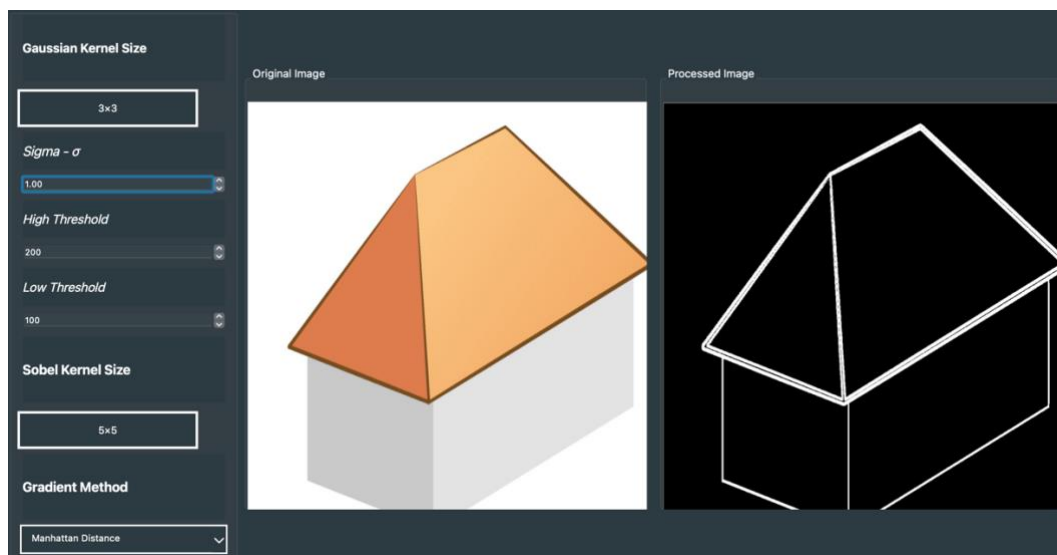 Gaussian Kernel Size
3×3
Sigma - σ
1.00
High Threshold
200
Low Threshold
100
Sobel Kernel Size
5×5
Gradient Method
Manhattan Distance
Original Image
Processed Image